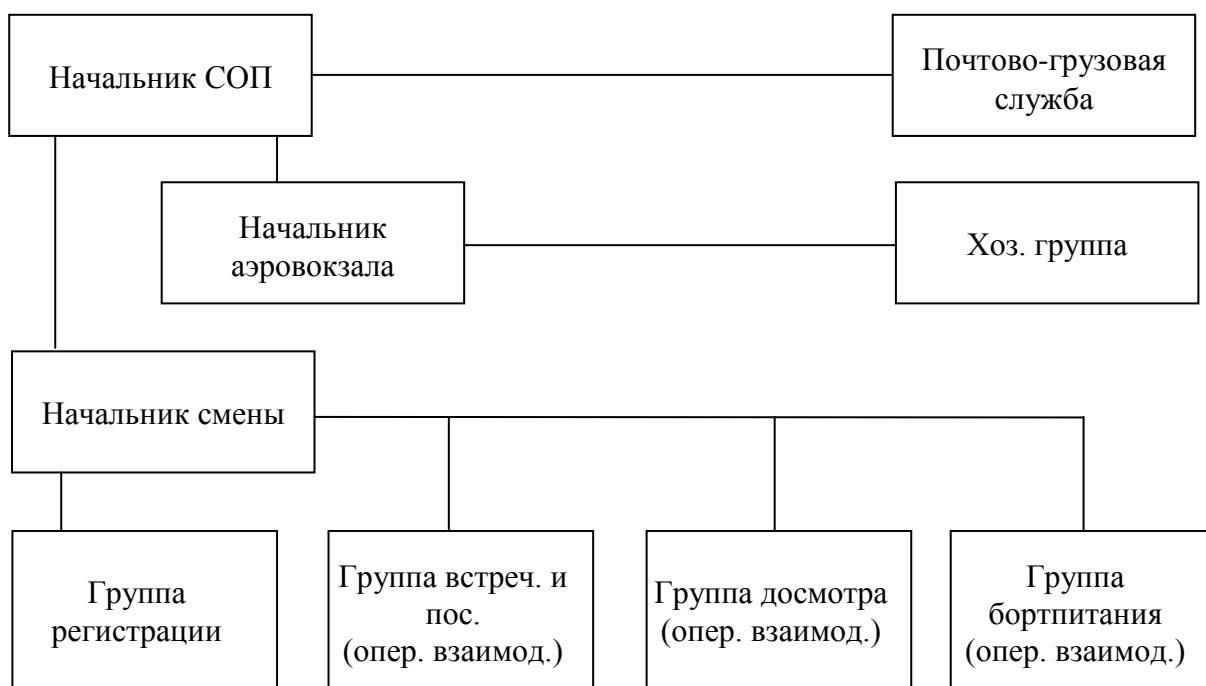 Начальник СОП
Почтово-грузовая
служба
Начальник
аэровокзала
Хоз. группа
Начальник смены
Группа
регистрации
Группа встреч. и
пос.
(опер. взаимод.)
Группа досмотра
(опер. взаимод.)
Группа
бортпитания
(опер. взаимод.)